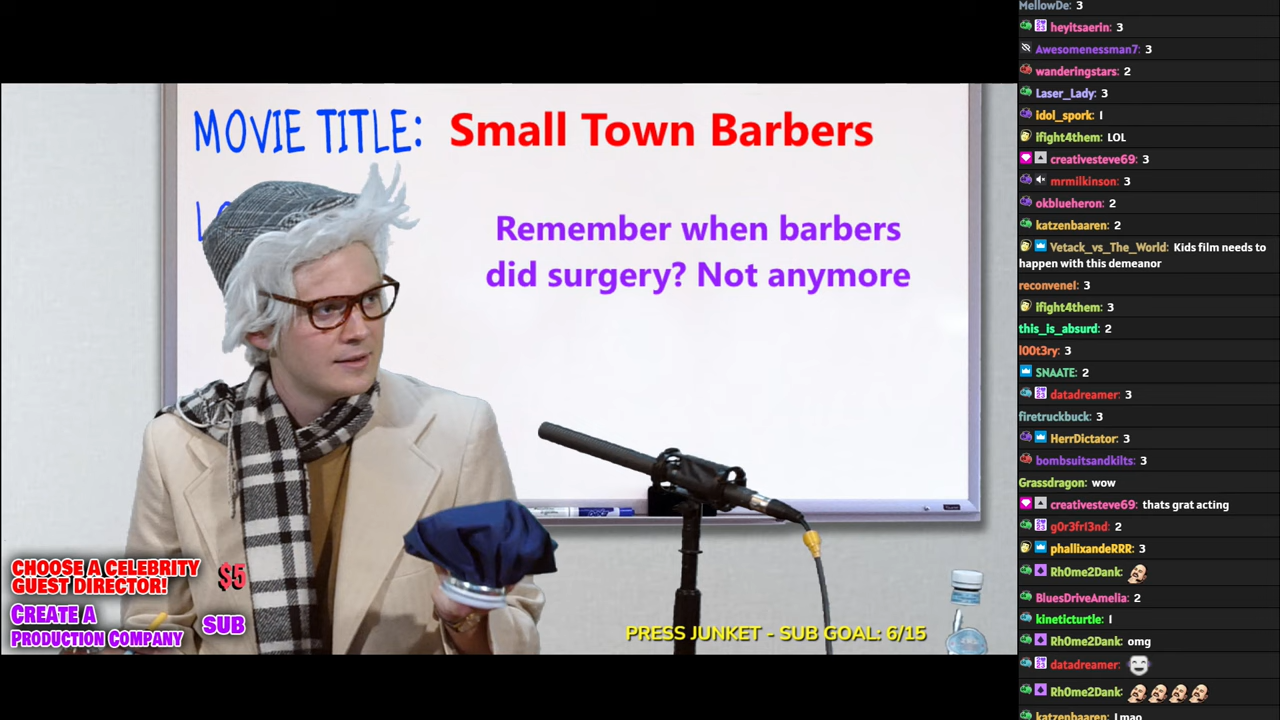 MOVIE TITLE: Small Town Barbers
Remember when barbers
did surgery? Not anymore
CHOOSE A CELEBRITY
GUEST DIRECTOR! $5
CREATE A
PRODUCTION COMPANY SUB
PRESS JUNKET - SUB GOAL: 6/15
MellowDe: 3
heyitsaerin: 3
Awesomenessman7: 3
wanderingstars: 2
Laser_Lady: 3
idol_spork: l
ifight4them: LOL
creativesteve69: 3
mrmilkinson: 3
okblueheron: 2
katzenbaaren: 2
Vetack_vs_The_World: Kids film needs to
happen with this demeanor
reconvenel: 3
ifight4them: 3
this_is_absurd: 2
l00t3ry: 3
SNAATE: 2
datadreamer: 3
firetruckbuck: 3
HerrDictator: 3
bombsuitsandkilts: 3
Grassdragon: wow
creativesteve69: thats grat acting
g0r3frI3nd: 2
phallixandeRRR: 3
Rh0me2Dank:
BluesDriveAmelia: 2
kineticturtle: l
Rh0me2Dank: omg
datadreamer:
Rh0me2Dank:
katzenbaaren: lmao